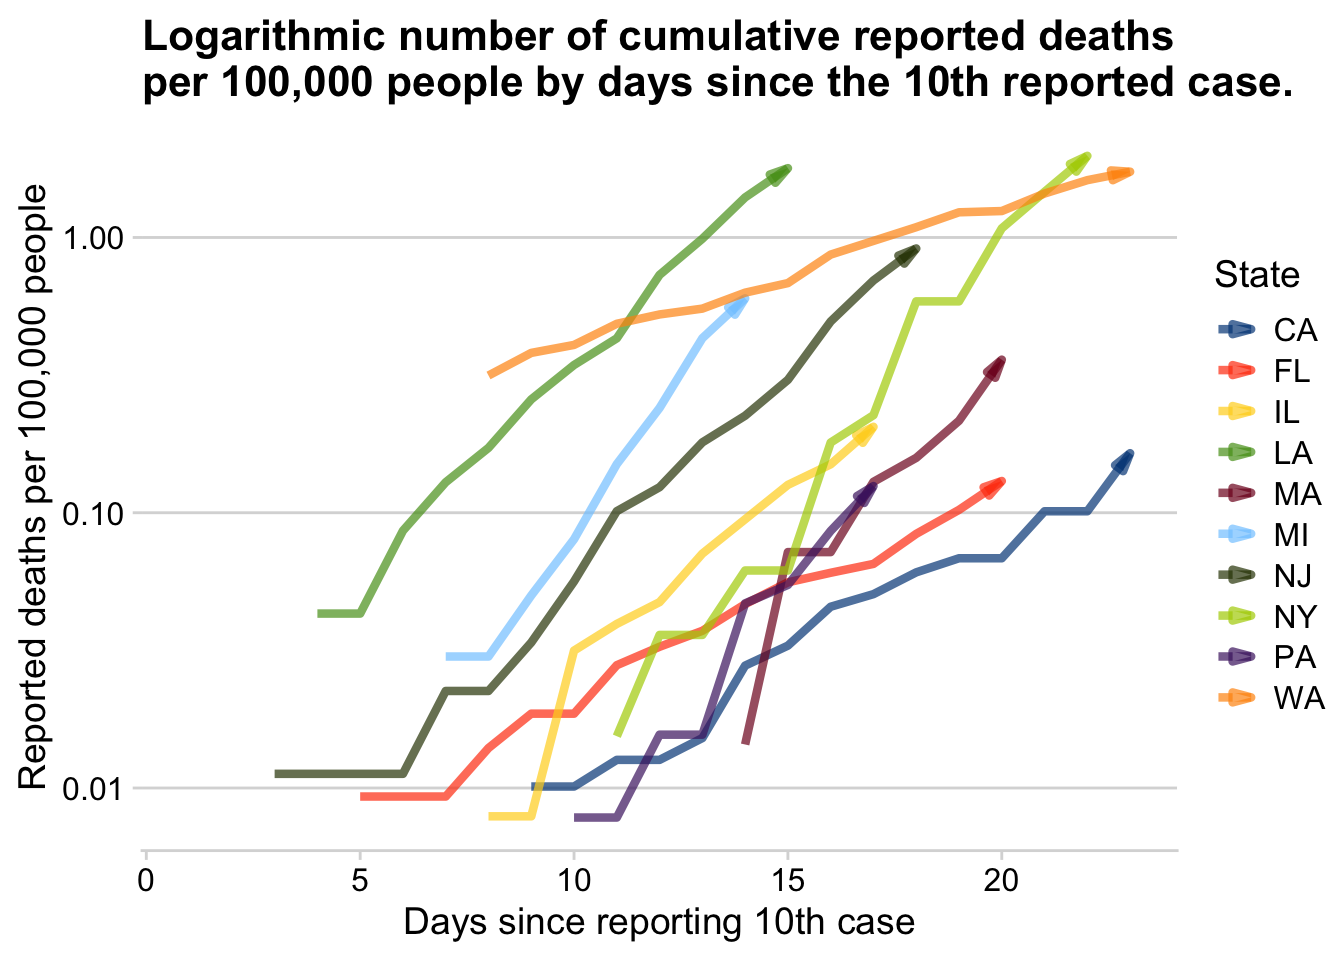 Logarithmic number of cumulative reported deaths
per 100,000 people by days since the 10th reported case.
Reported deaths per 100,000 people
1.00
0.10
0.01
0
5
10
15
20
Days since reporting 10th case
State
CA
FL
IL
LA
MA
MI
NJ
NY
PA
WA